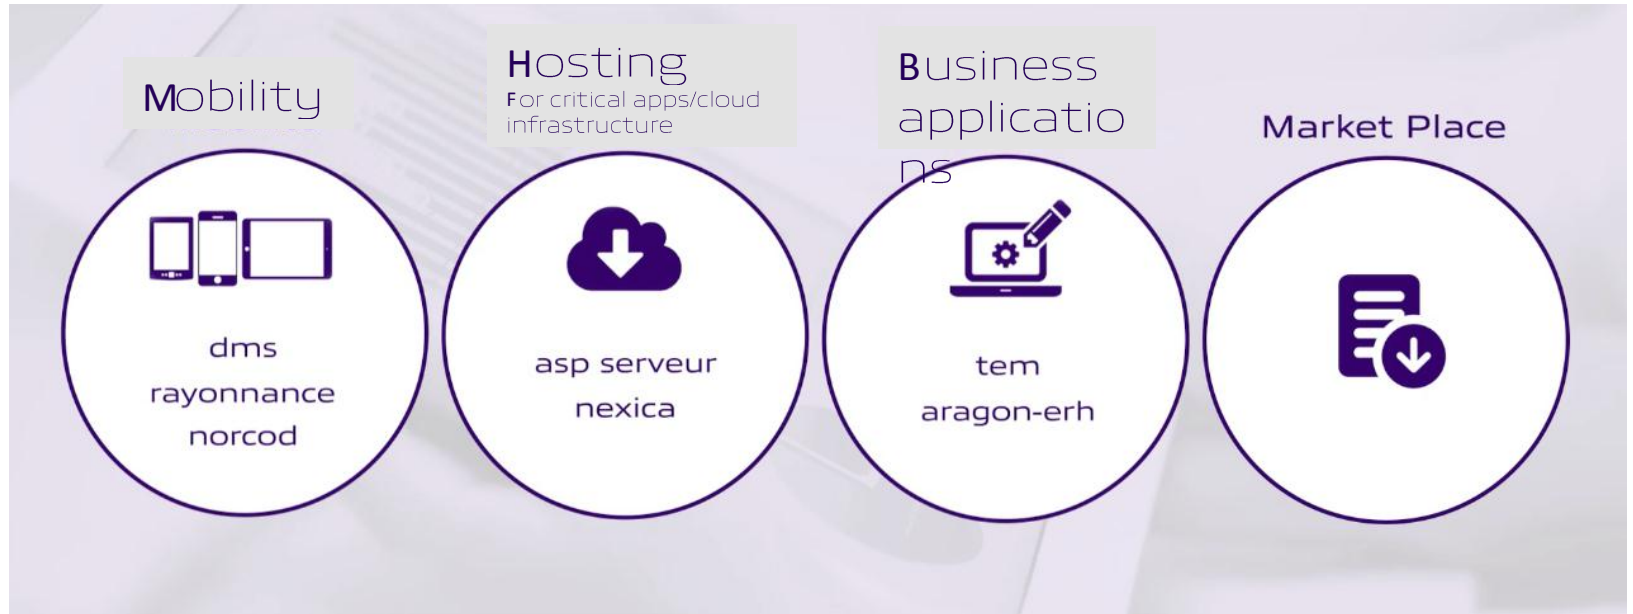 Mobility
dms
rayonnance
norcod
Hosting
For critical apps/cloud
infrastructure
asp serveur
nexica
Business
applicatio
ns
tem
aragon-erh
Market Place